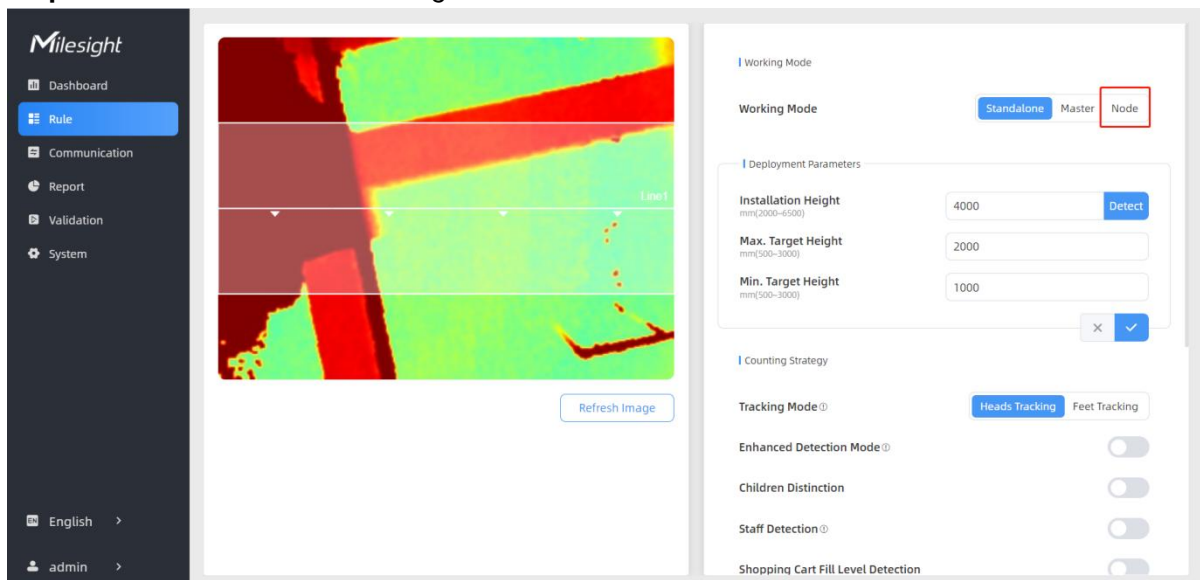 Milesight
Dashboard
Rule
Communication
Report
Validation
System
EN English >
admin >
Line1
Refresh Image
Working Mode
Working Mode Standalone Master Node
Deployment Parameters
Installation Height 4000 Detect
mm(2000~6500)
Max. Target Height 2000
mm(500~3000)
Min. Target Height 1000
mm(500~3000)
Counting Strategy
Tracking Mode Heads Tracking Feet Tracking
Enhanced Detection Mode
Children Distinction
Staff Detection
Shopping Cart Fill Level Detection